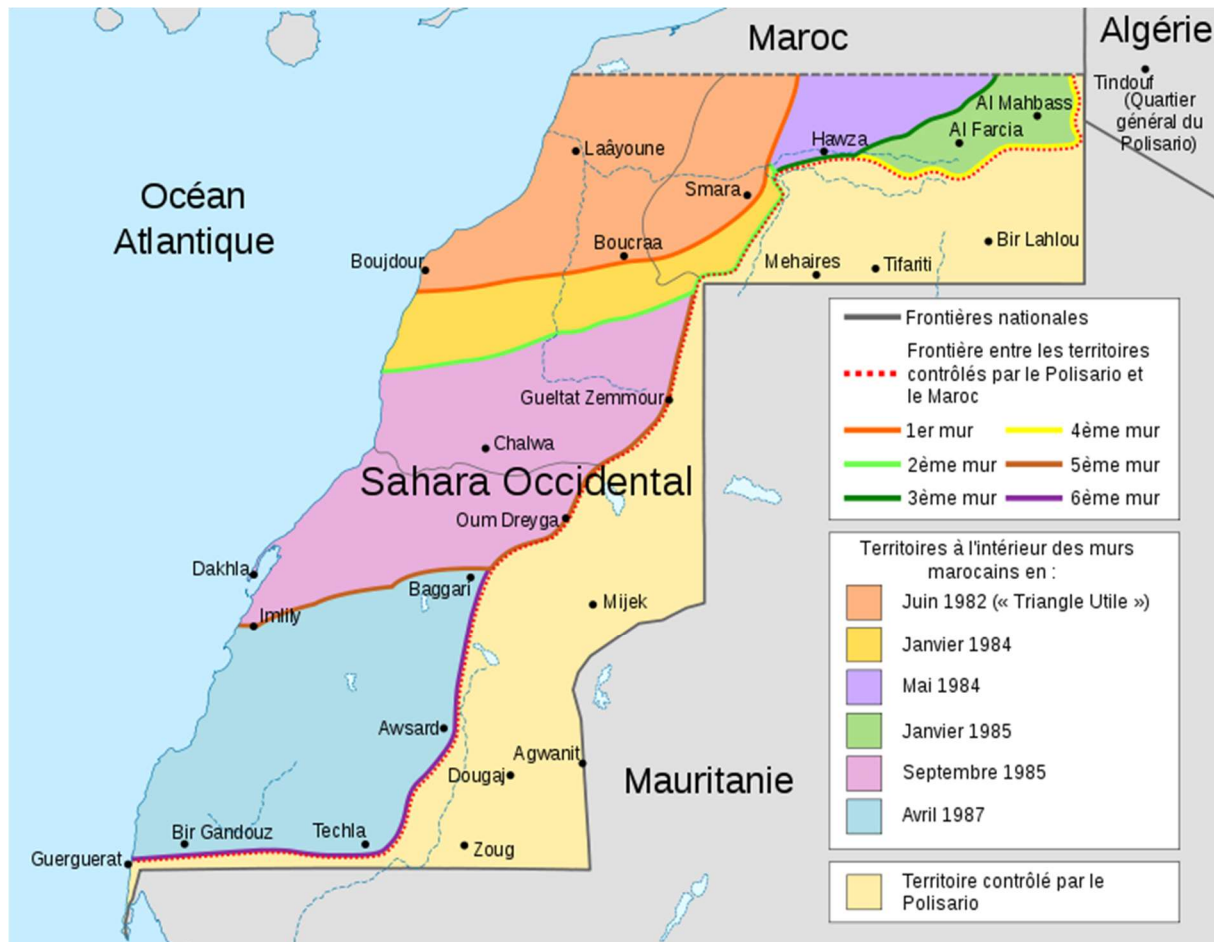 Maroc
Algérie
Tindouf
(Quartier
général du
Polisario)
Al Mahbass
Al Farcia
Hawza
Laâyoune
Smara
Océan
Atlantique
Boucraa
Boujdour
Bir Lahlou
Mehaires
Tifariti
Gueltat Zemmour
Chalwa
Sahara Occidental
Oum Dreyga
Dakhla
Baggari
Imlily
Mijek
Awsard
Agwanit
Dougaj
Mauritanie
Bir Gandouz
Techla
Zoug
Guerguerat
Frontières nationales
Frontière entre les territoires
contrôlés par le Polisario et
le Maroc
1er mur
4ème mur
2ème mur
5ème mur
3ème mur
6ème mur
Territoires à l'intérieur des murs
marocains en :
Juin 1982 (« Triangle Utile »)
Janvier 1984
Mai 1984
Janvier 1985
Septembre 1985
Avril 1987
Territoire contrôlé par le
Polisario